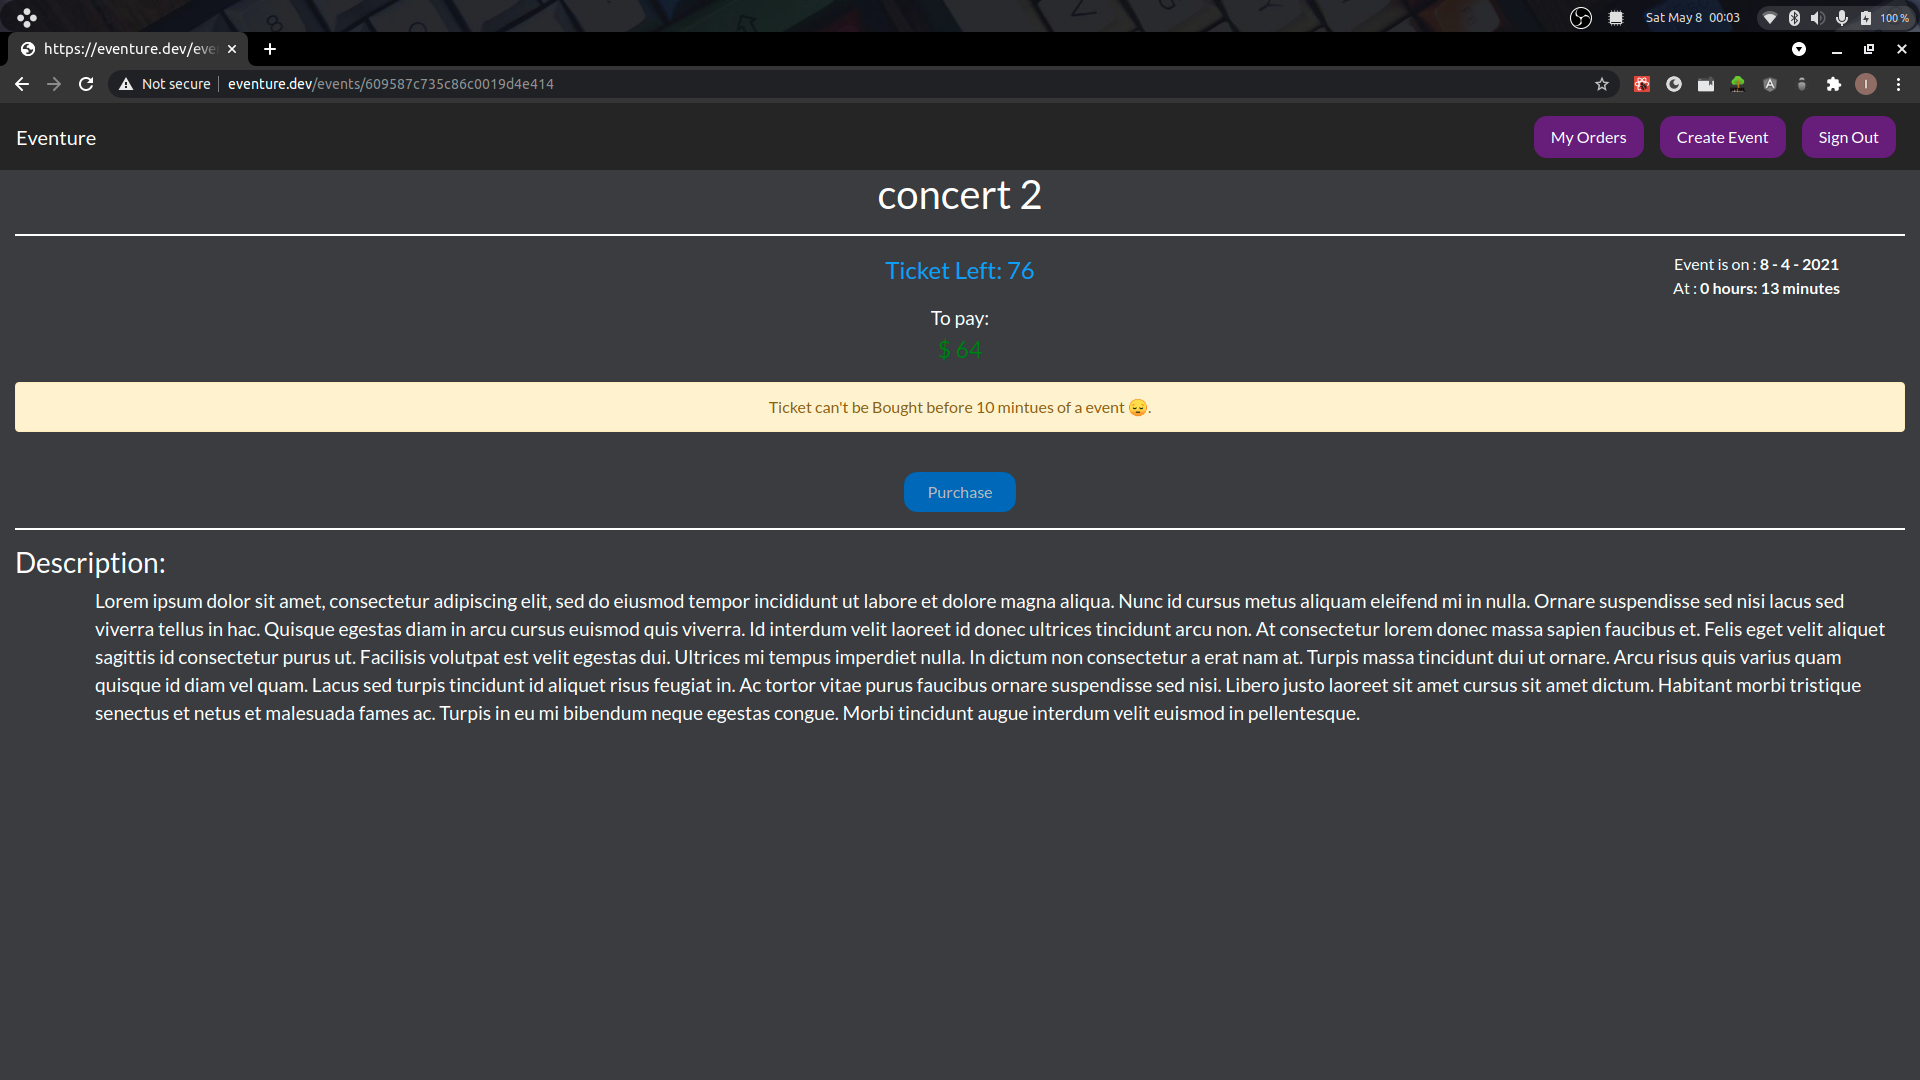 Sat May 8 00:03
100 %
https://eventure.dev/eve
Not secure
eventure.dev/events/609587c735c86c0019d4e414
I
Eventure
My Orders
Create Event
Sign Out
concert 2
Ticket Left: 76
Event is on : 8 - 4 - 2021
At : 0 hours: 13 minutes
To pay:
$ 64
Ticket can't be Bought before 10 mintues of a event 😔.
Purchase
Description:
Lorem ipsum dolor sit amet, consectetur adipiscing elit, sed do eiusmod tempor incididunt ut labore et dolore magna aliqua. Nunc id cursus metus aliquam eleifend mi in nulla. Ornare suspendisse sed nisi lacus sed
viverra tellus in hac. Quisque egestas diam in arcu cursus euismod quis viverra. Id interdum velit laoreet id donec ultrices tincidunt arcu non. At consectetur lorem donec massa sapien faucibus et. Felis eget velit aliquet
sagittis id consectetur purus ut. Facilisis volutpat est velit egestas dui. Ultrices mi tempus imperdiet nulla. In dictum non consectetur a erat nam at. Turpis massa tincidunt dui ut ornare. Arcu risus quis varius quam
quisque id diam vel quam. Lacus sed turpis tincidunt id aliquet risus feugiat in. Ac tortor vitae purus faucibus ornare suspendisse sed nisi. Libero justo laoreet sit amet cursus sit amet dictum. Habitant morbi tristique
senectus et netus et malesuada fames ac. Turpis in eu mi bibendum neque egestas congue. Morbi tincidunt augue interdum velit euismod in pellentesque.